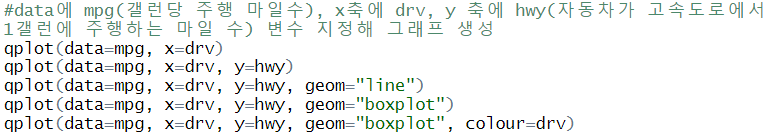 #data에 mpg(갤런당 주행 마일수), x축에 drv, y 축에 hwy(자동차가 고속도로에서
1갤런에 주행하는 마일 수) 변수 지정해 그래프 생성
qplot(data=mpg, x=drv)
qplot(data=mpg, x=drv, y=hwy)
qplot(data=mpg, x=drv, y=hwy, geom="line")
qplot(data=mpg, x=drv, y=hwy, geom="boxplot")
qplot(data=mpg, x=drv, y=hwy, geom="boxplot", colour=drv)